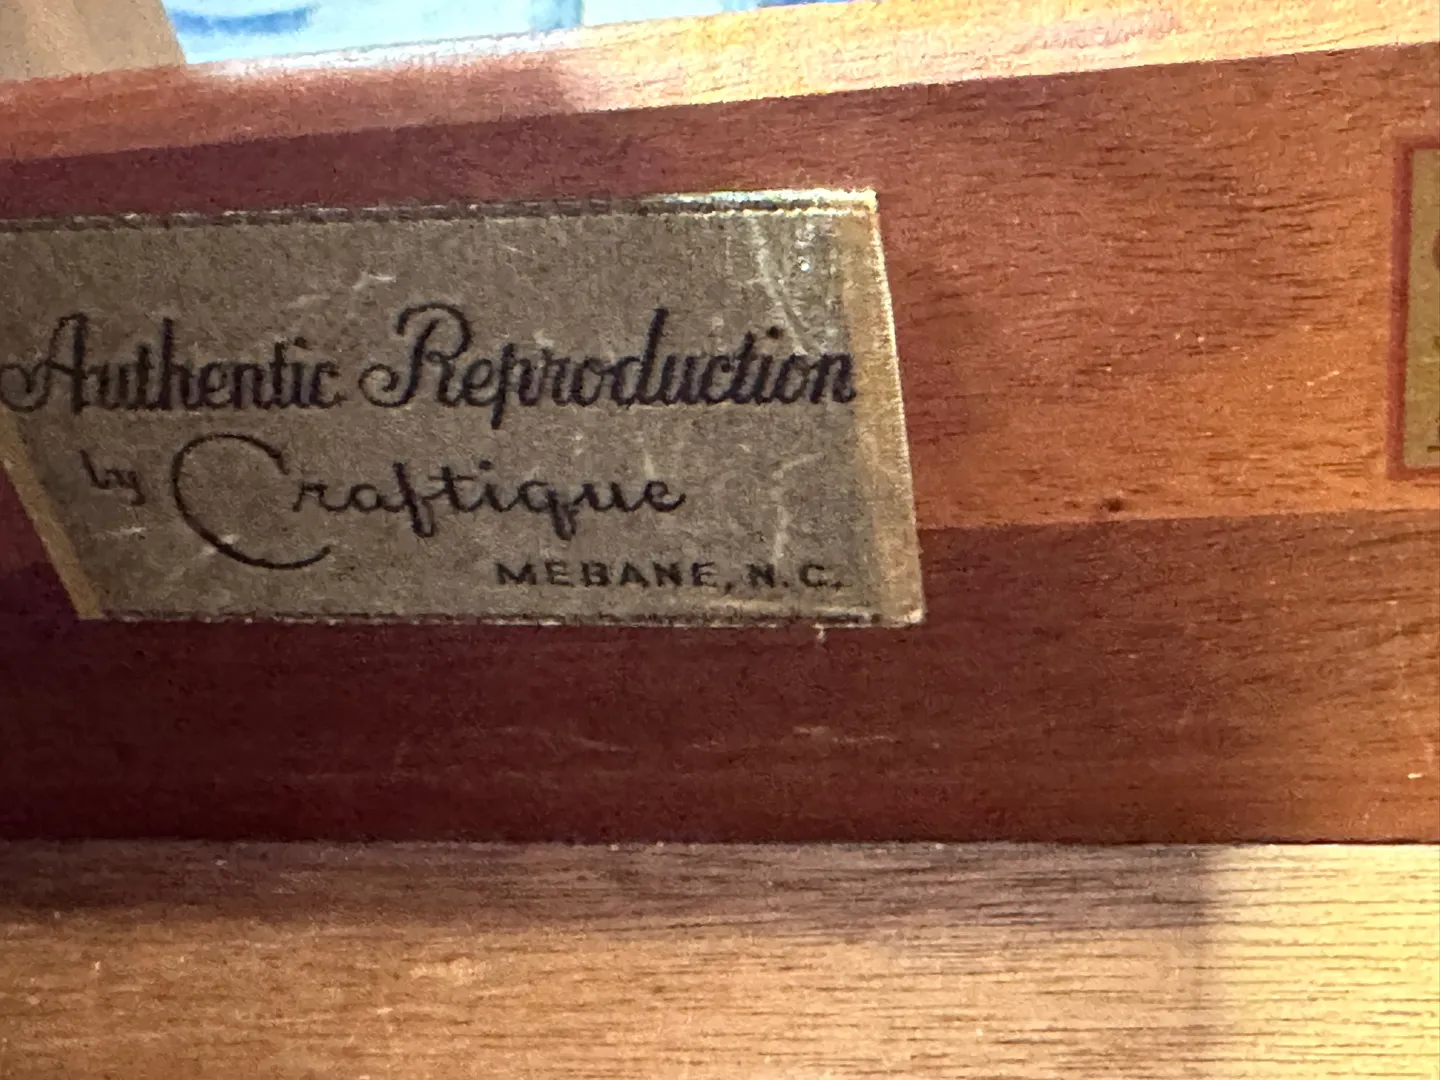 Authentic Reproduction
by Craftique
MEBANE, N.C.